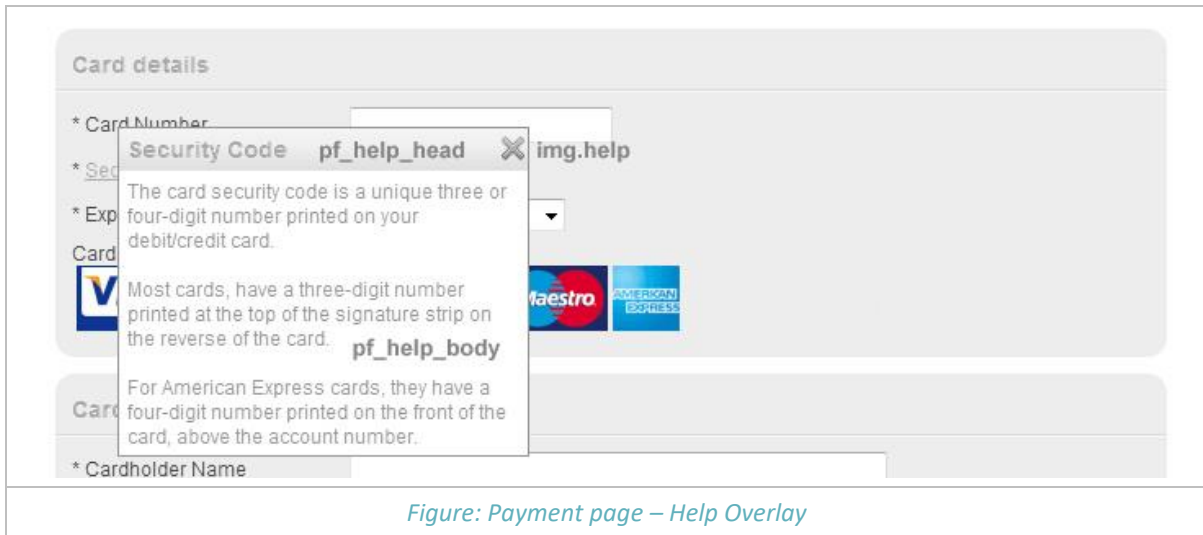 Card details
* Card Number
Security Code pf_help_head img.help
* Sec
The card security code is a unique three or
* Exp four-digit number printed on your
debit/credit card.
Card
Most cards, have a three-digit number
printed at the top of the signature strip on
the reverse of the card.
V Maestro AMERICAN
EXPRESS
pf_help_body
For American Express cards, they have a
Card four-digit number printed on the front of the
card, above the account number.
* Cardholder Name
Figure: Payment page – Help Overlay